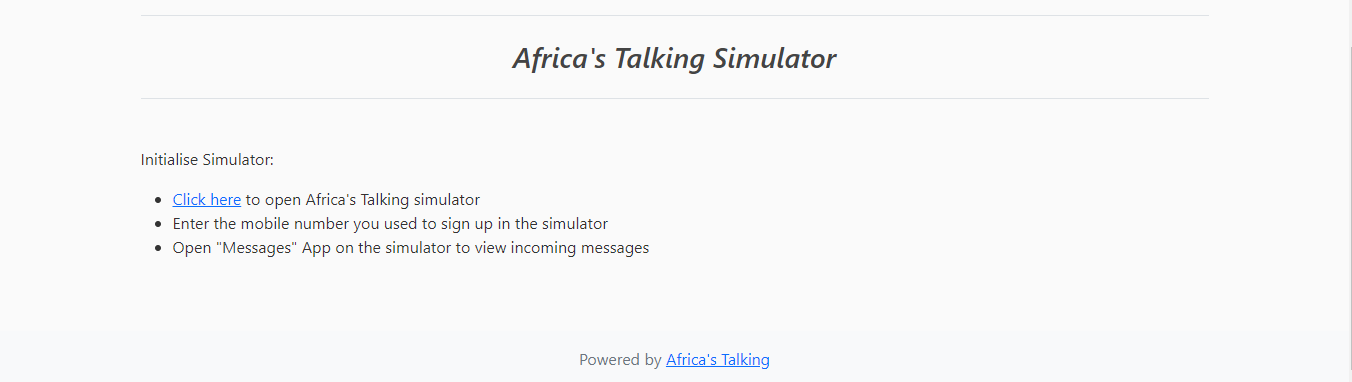 Africa's Talking Simulator
Initialise Simulator:
Click here to open Africa's Talking simulator
Enter the mobile number you used to sign up in the simulator
Open "Messages" App on the simulator to view incoming messages
Powered by Africa's Talking